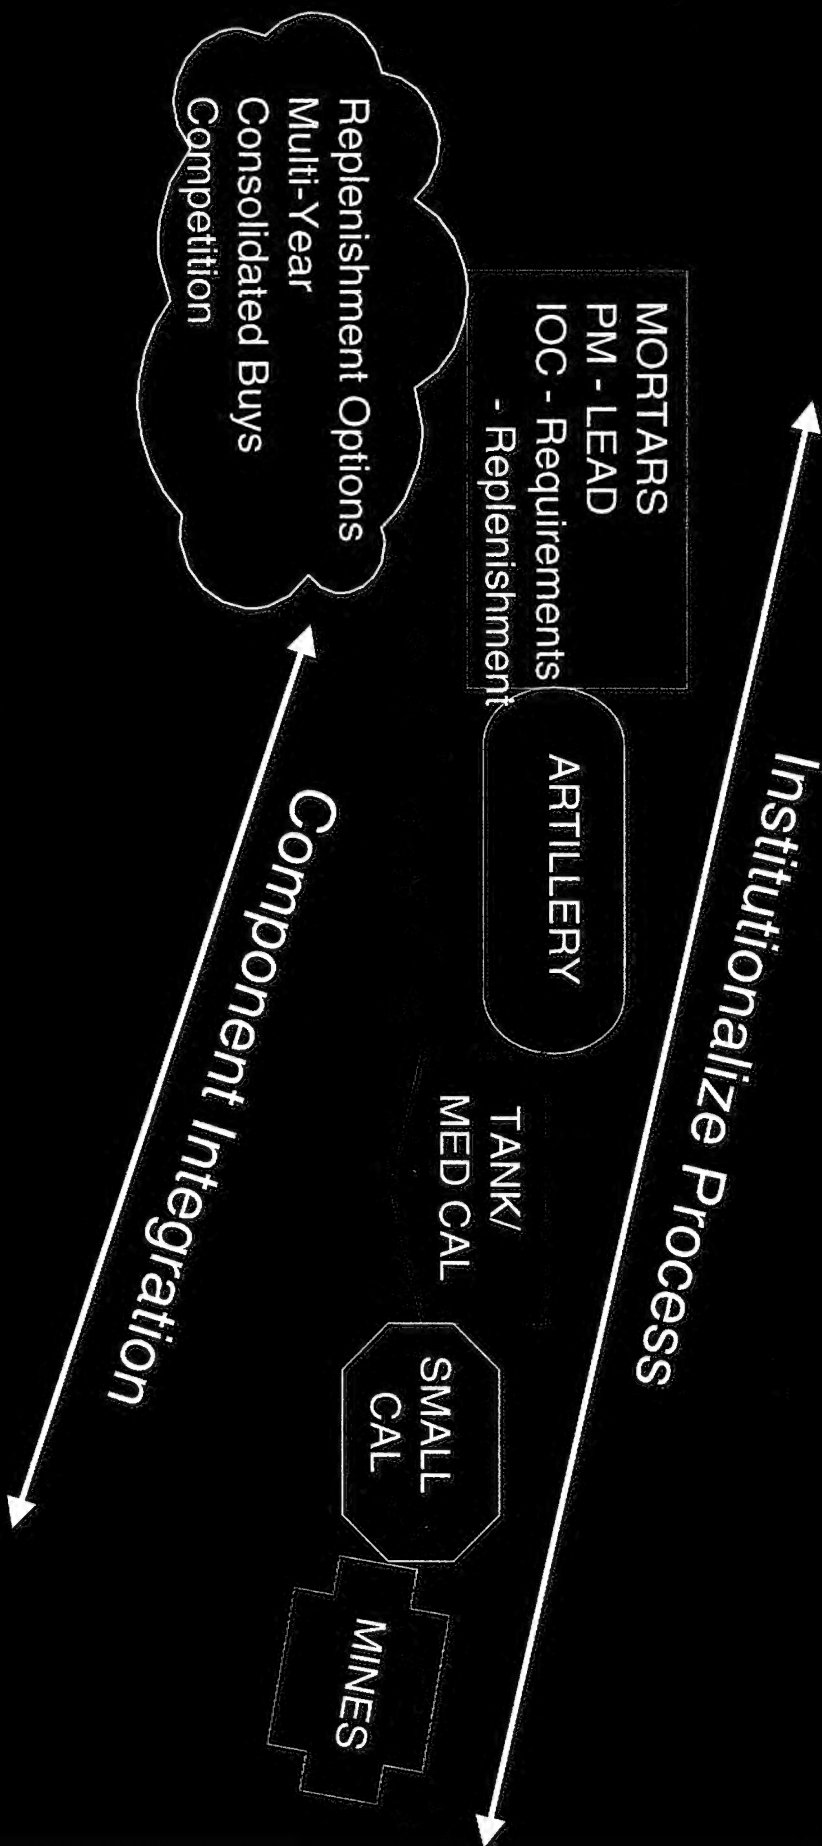 Institutionalize Process
MORTARS
PM - LEAD
IOC - Requirements
- Replenishment
ARTILLERY
TANK/
MED CAL
SMALL
CAL
MINES
Replenishment Options
Multi-Year
Consolidated Buys
Competition
Component Integration